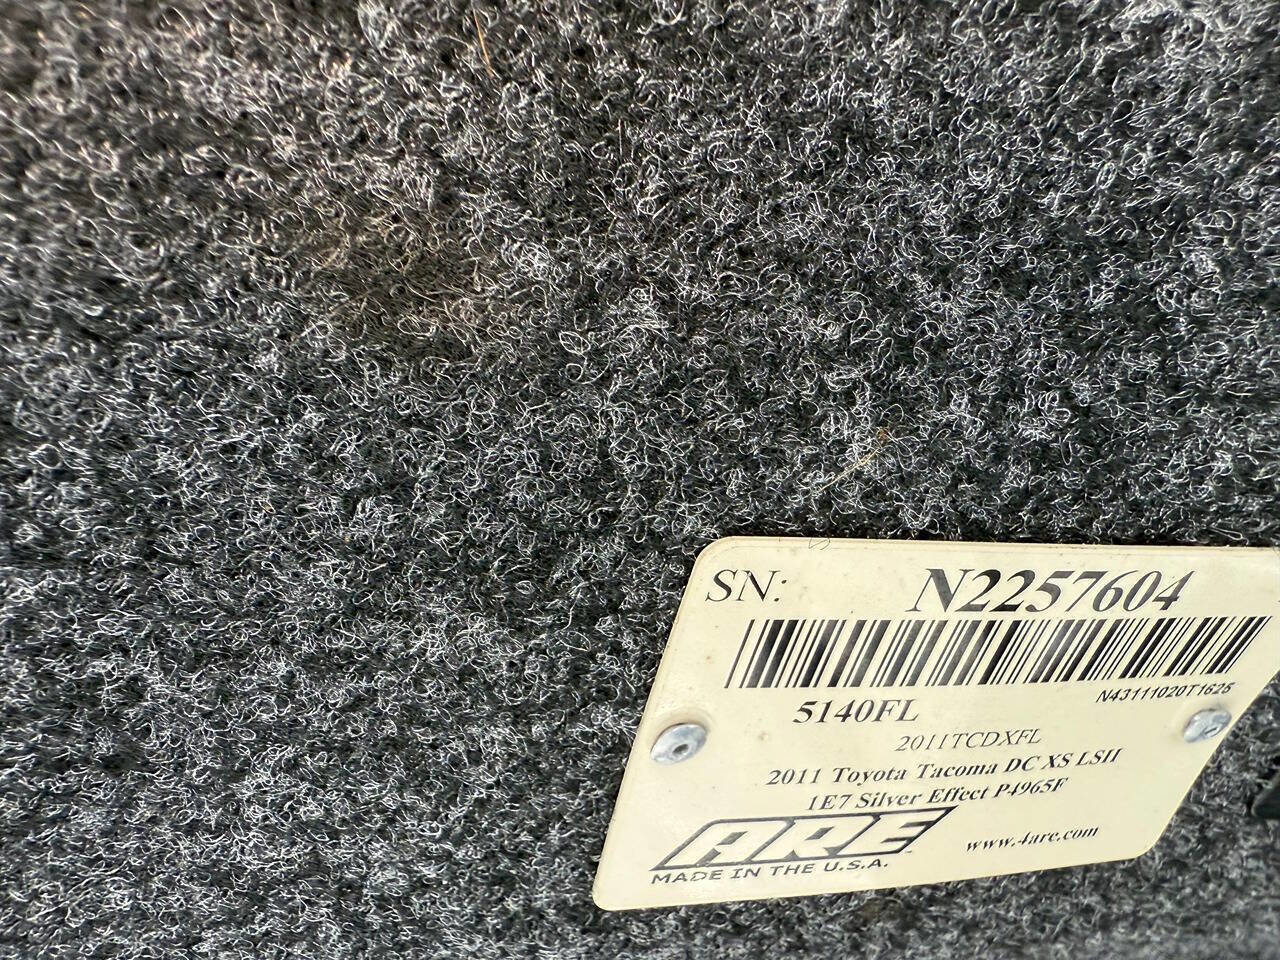 SN: N2257604
N43111020T1625
5140FL
2011TCDXFL
2011 Toyota Tacoma DC XS LSII
1E7 Silver Effect P4965F
ARE
www.4are.com
MADE IN THE U.S.A.